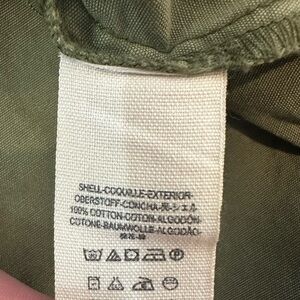 SHELL-COQUILLE-EXTERIOR-
OBERSTOFF-CONCHA-
100% COTTON-COTON-ALGODÓN-
COTONE-BAUMWOLLE-ALGODÃO-